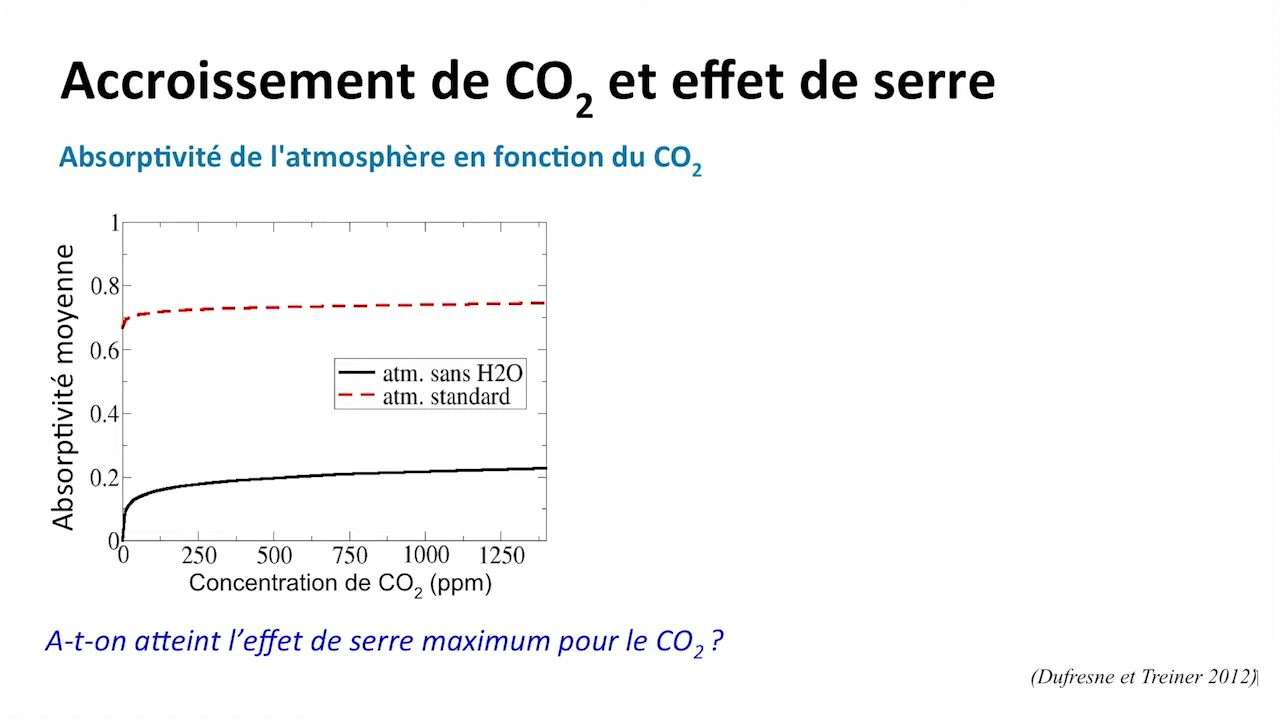 Accroissement de CO₂ et effet de serre
Absorptivité de l'atmosphère en fonction du CO₂
Absorptivité moyenne
1
0.8
0.6
0.4
0.2
0
atm. sans H2O
atm. standard
0 250 500 750 1000 1250
Concentration de CO₂ (ppm)
A-t-on atteint l’effet de serre maximum pour le CO₂ ?
(Dufresne et Treiner 2012)